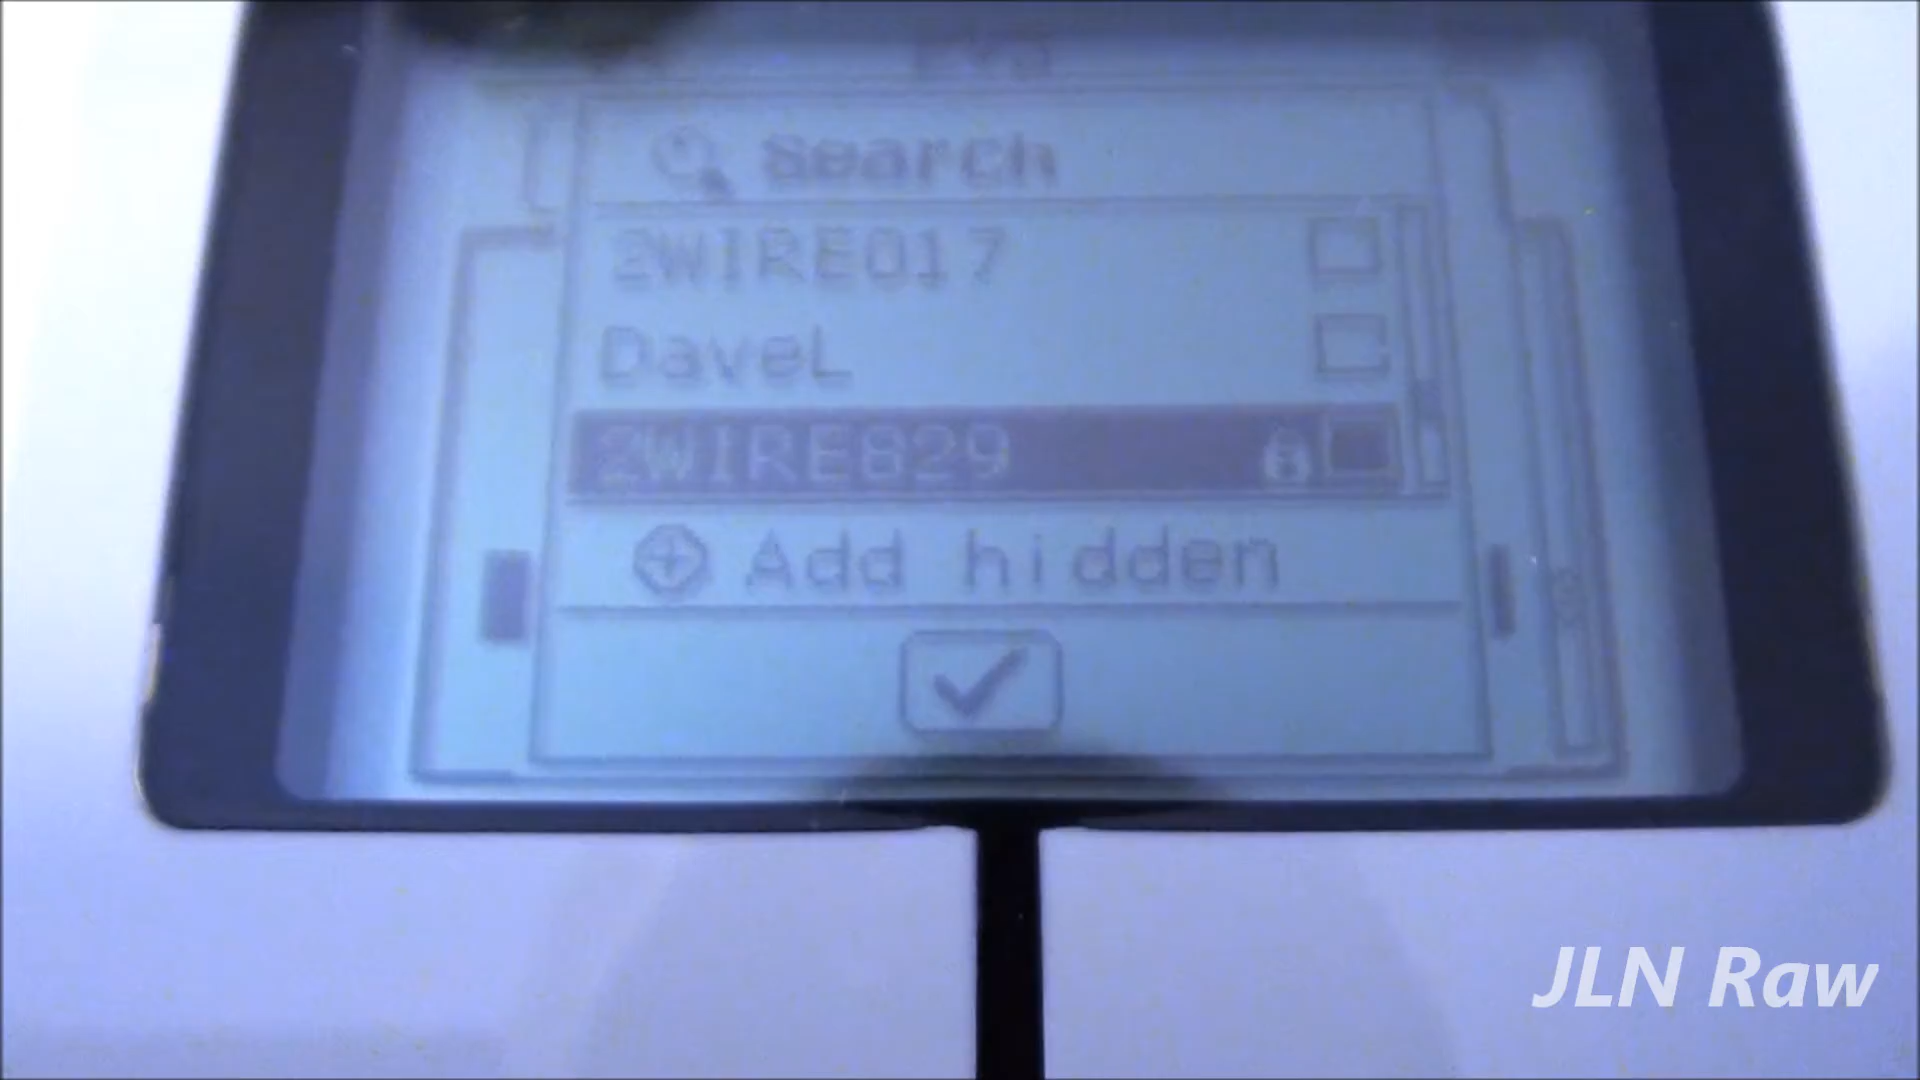 Search
2WIRE017
DaveL
2WIRE829
Add hidden
JLN Raw